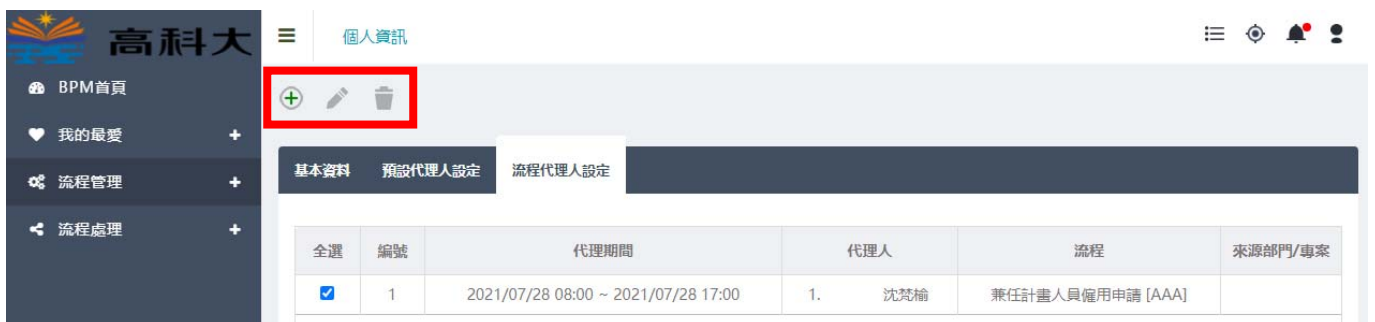 高科大
個人資訊
BPM首頁
我的最愛
流程管理
流程處理
基本資料 預設代理人設定 流程代理人設定
全選 編號 代理期間 代理人 流程 來源部門/專案
1 2021/07/28 08:00 ~ 2021/07/28 17:00 1. 沈梵榆 兼任計畫人員僱用申請 [AAA]